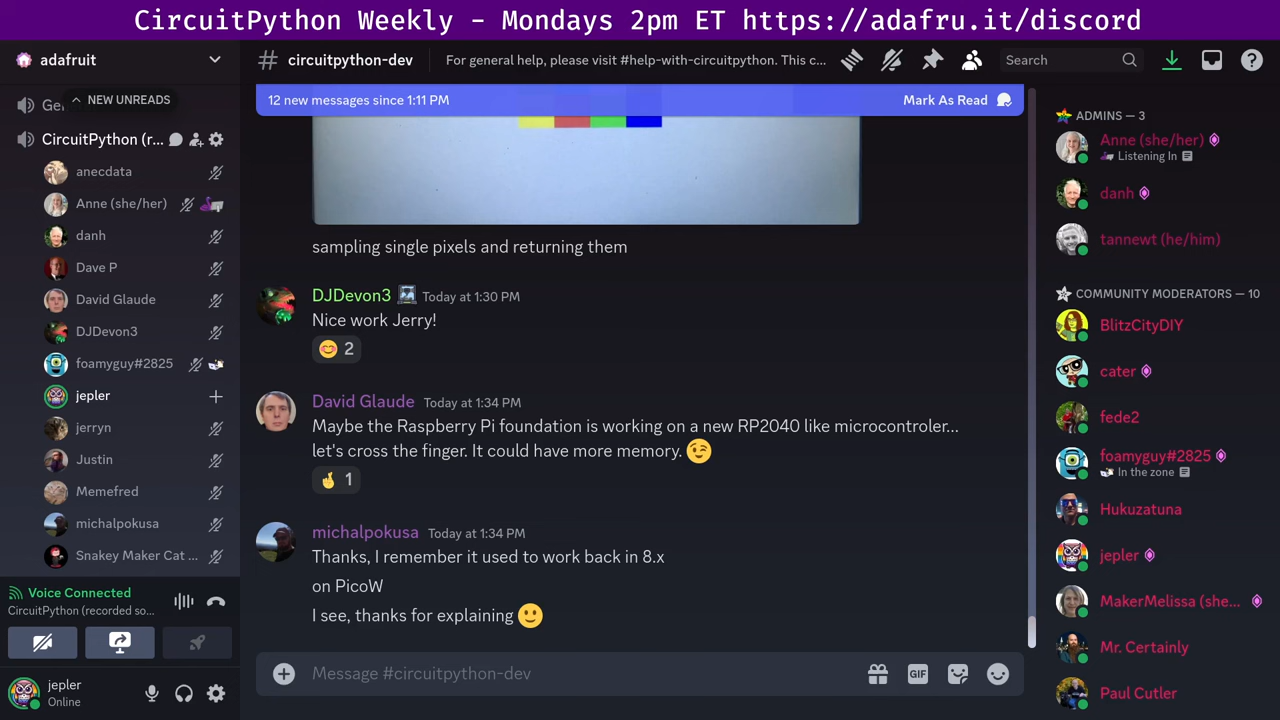 CircuitPython Weekly - Mondays 2pm ET https://adafru.it/discord
adafruit
Ge
NEW UNREADS
CircuitPython (r...
anecdata
Anne (she/her)
danh
Dave P
David Glaude
DJDevon3
foamyguy#2825
jepler
jerryn
Justin
Memefred
michalpokusa
Snakey Maker Cat ...
Voice Connected
CircuitPython (recorded so...
jepler
Online
# circuitpython-dev
For general help, please visit #help-with-circuitpython. This c...
Search
12 new messages since 1:11 PM
Mark As Read
sampling single pixels and returning them
DJDevon3 Today at 1:30 PM
Nice work Jerry!
😊 2
David Glaude Today at 1:34 PM
Maybe the Raspberry Pi foundation is working on a new RP2040 like microcontroler...
let's cross the finger. It could have more memory. 😉
🤞 1
michalpokusa Today at 1:34 PM
Thanks, I remember it used to work back in 8.x
on PicoW
I see, thanks for explaining 🙂
Message #circuitpython-dev
GIF
ADMINS — 3
Anne (she/her)
Listening In
danh
tannewt (he/him)
COMMUNITY MODERATORS — 10
BlitzCityDIY
cater
fede2
foamyguy#2825
In the zone
Hukuzatuna
jepler
MakerMelissa (she...
Mr. Certainly
Paul Cutler